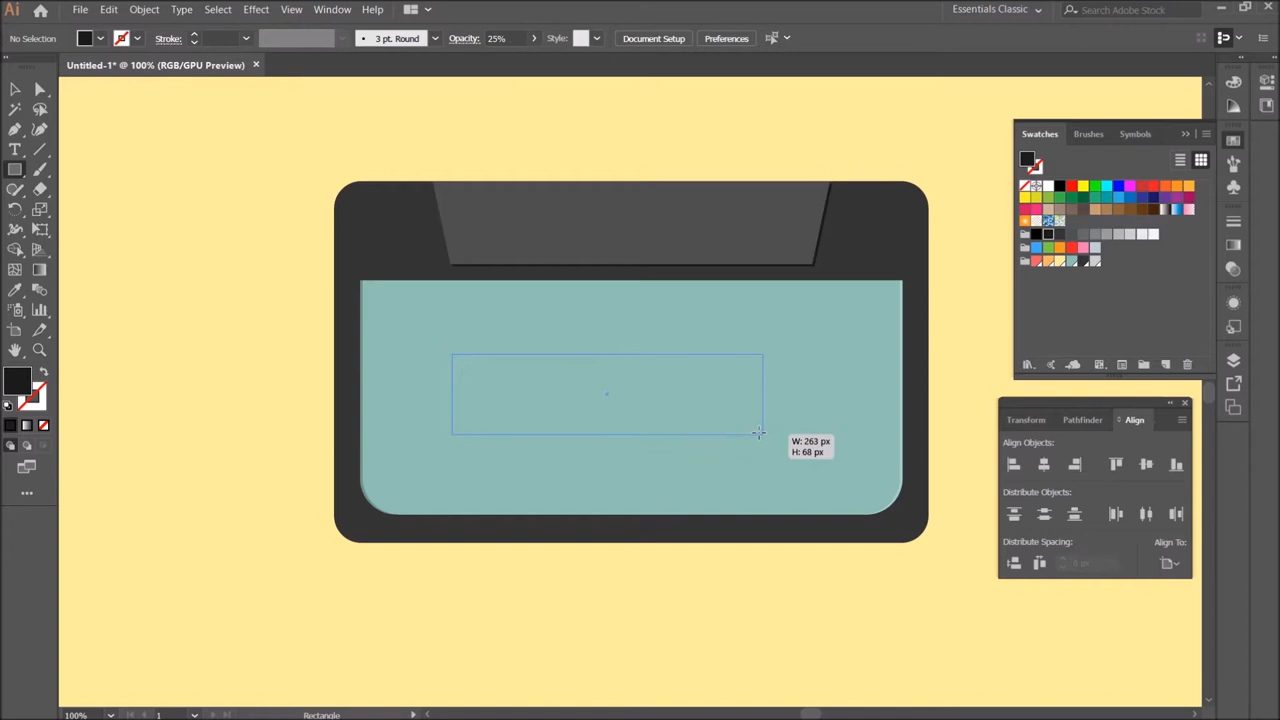 Ai File Edit Object Type Select Effect View Window Help Essentials Classic Search Adobe Stock
No Selection Stroke: 3 pt. Round Opacity: 25% Style: Document Setup Preferences
Untitled-1* @ 100% (RGB/GPU Preview)
Swatches Brushes Symbols
Transform Pathfinder Align
Align Objects:
W: 263 px
H: 68 px
Distribute Objects:
Distribute Spacing: Align To:
0 px
100% 1 Rectangle